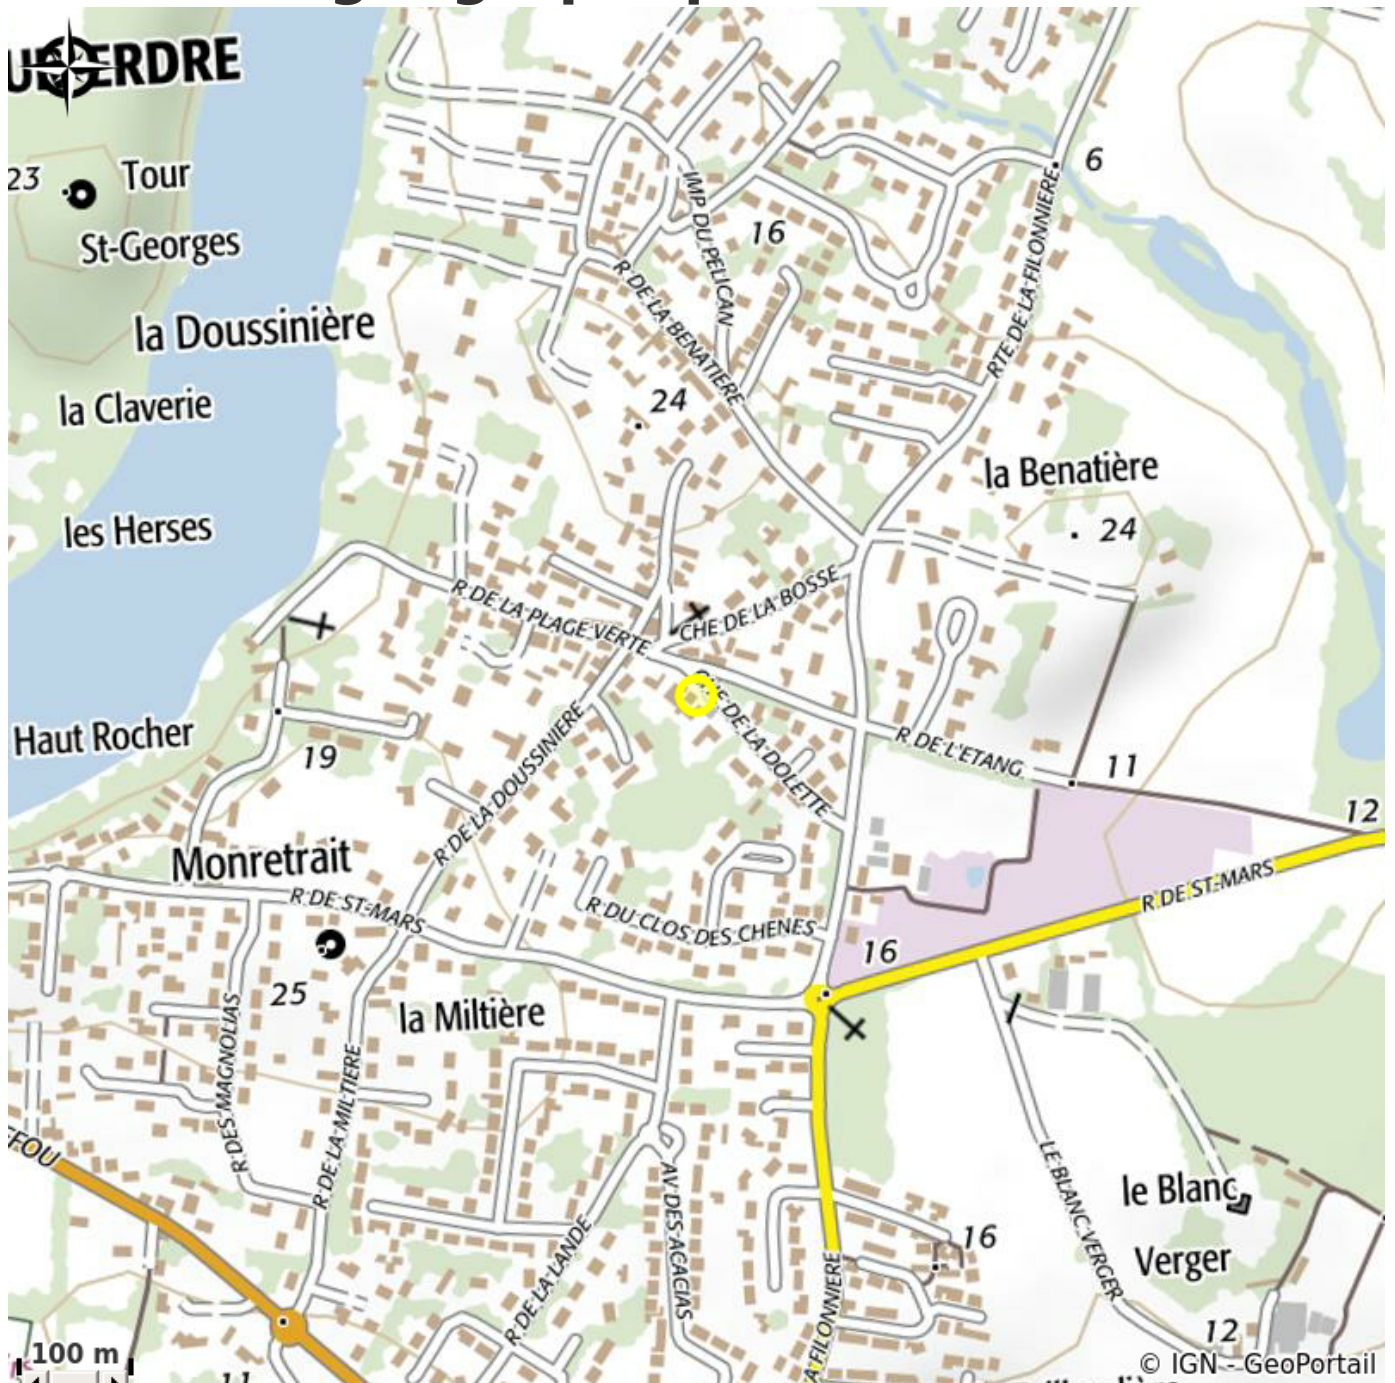 ERDRE
6
23
Tour
IMP DU PELICAN
16
St-Georges
RTE DE LA FILONNIERE
R DE LA BENATIERE
la Doussinière
la Claverie
24
la Benatière
les Herses
24
R DE LA PLAGE VERTE
CHE DE LA BOSSE
CHE DE LA DOLETTE
Haut Rocher
R DE L'ETANG
19
11
R DE LA DOUSSINIERE
12
Monretrait
R DE ST-MARS
R DE ST-MARS
R DU CLOS DES CHENES
16
25
la Miltière
R DES MAGNOLIAS
R DE LA MILTIERE
FFOU
LE BLANC VERGER
le Blanc
Verger
AV DES ACACIAS
R DE LA LANDE
16
A FILONNIERE
12
100 m
11
© IGN - GeoPortail